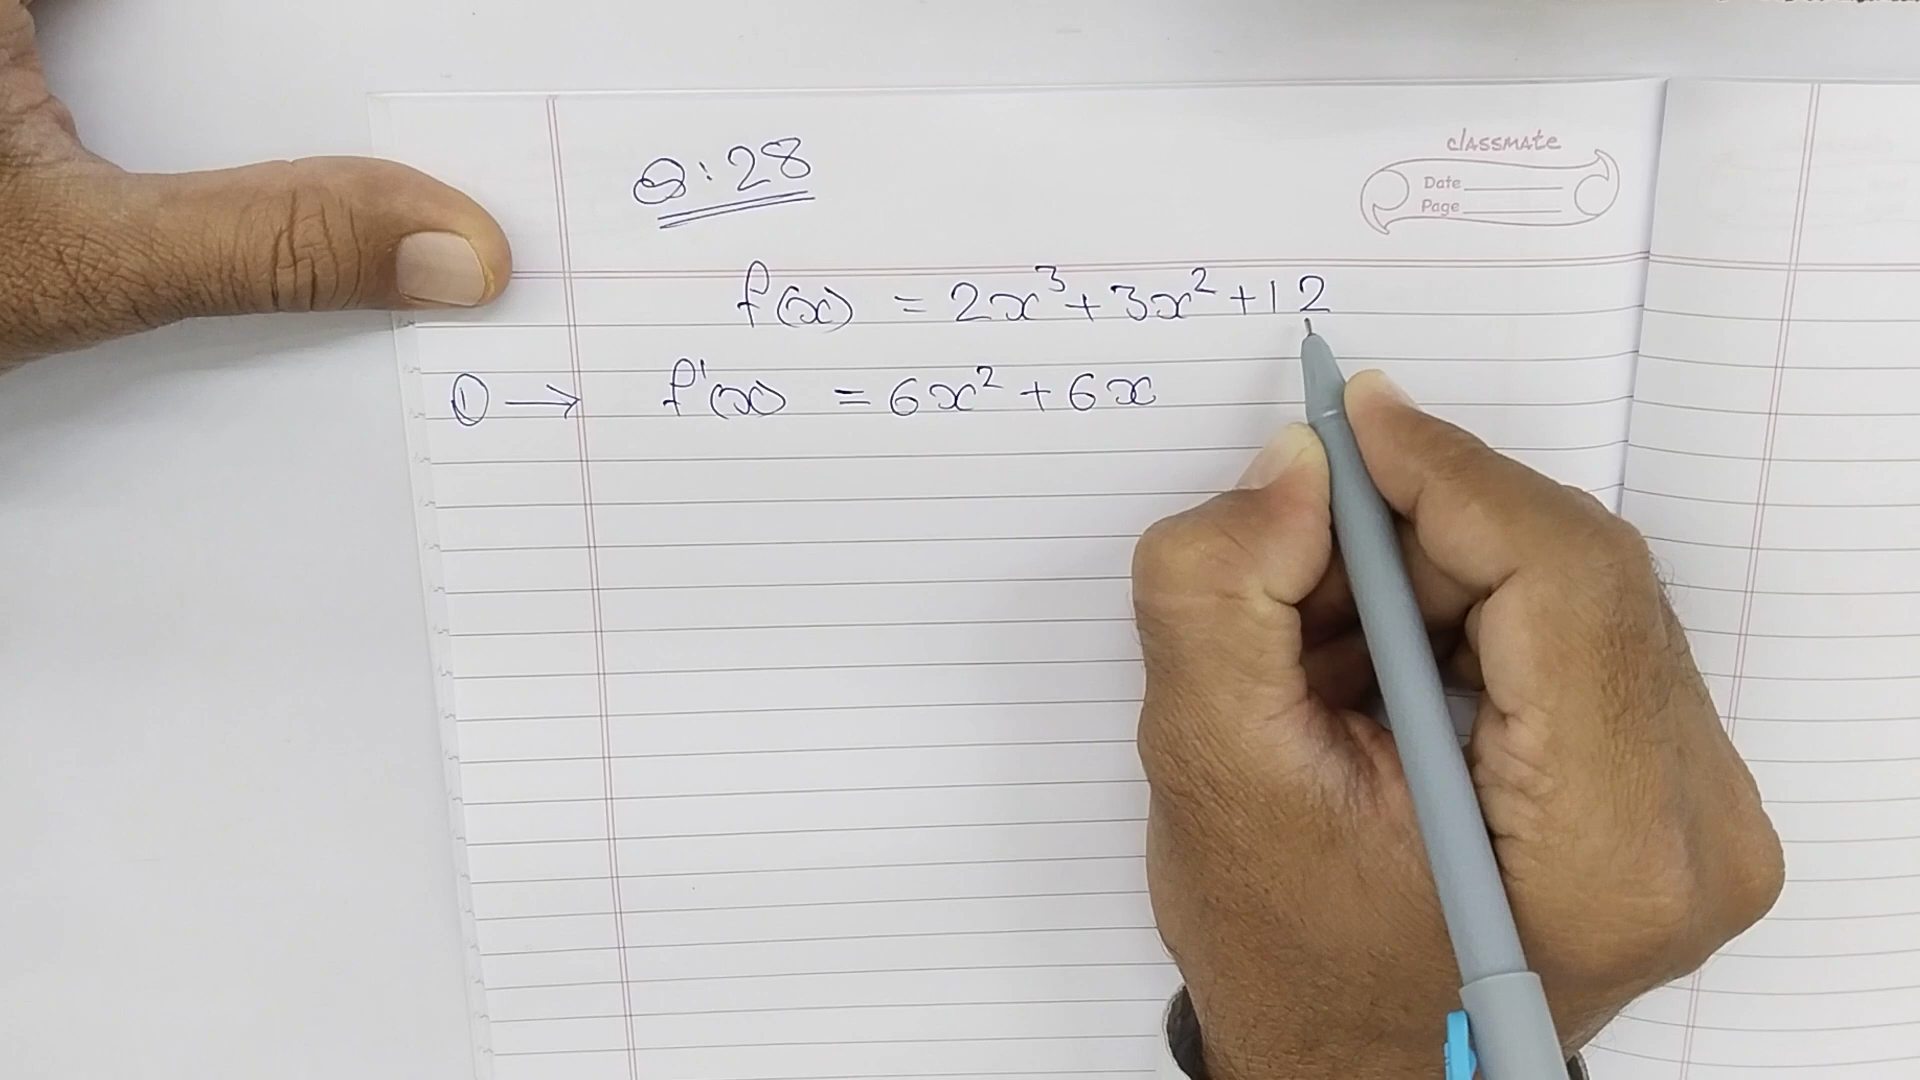 classmate
Date
Page
Q:28
f(x) = 2x³+3x²+12
① → f'(x) = 6x²+6x